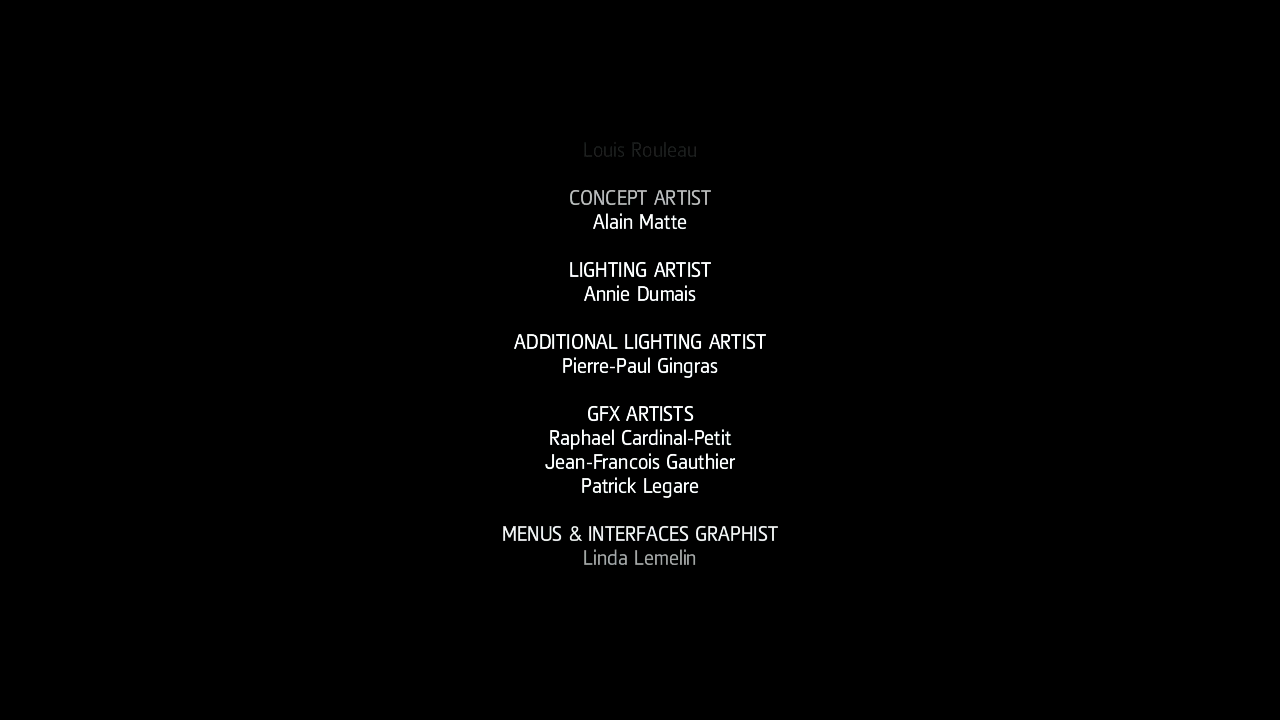 Louis Rouleau
CONCEPT ARTIST
Alain Matte
LIGHTING ARTIST
Annie Dumais
ADDITIONAL LIGHTING ARTIST
Pierre-Paul Gingras
GFX ARTISTS
Raphael Cardinal-Petit
Jean-Francois Gauthier
Patrick Legare
MENUS & INTERFACES GRAPHIST
Linda Lemelin